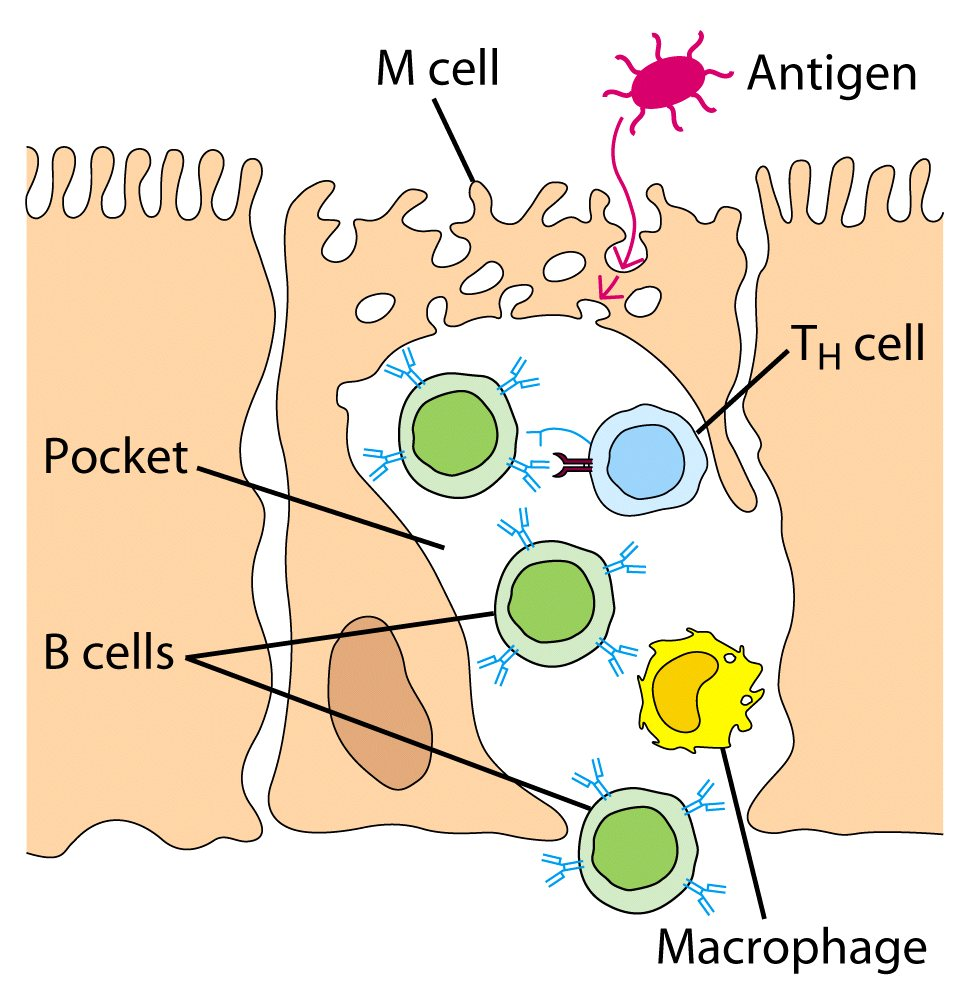 M cell
Antigen
TH cell
Pocket
B cells
Macrophage